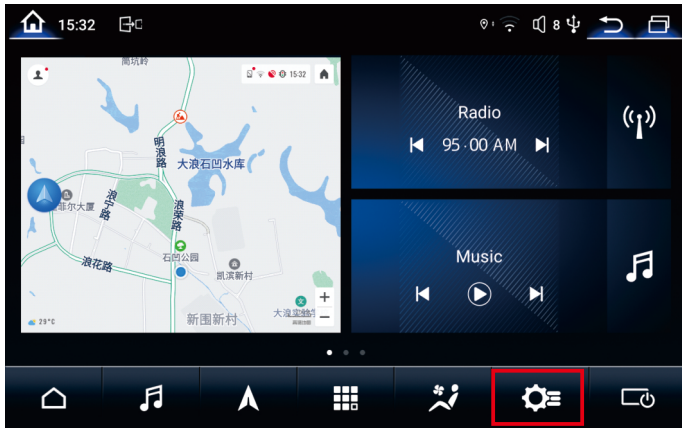 15:32
8
高坑岭
15:32
明浪路
大浪石凹水库
浪宁路
菲尔大厦
浪荣路
石凹公园
浪花路
凯滨新村
新围新村
29°C
+
-
Radio
95·00 AM
Music